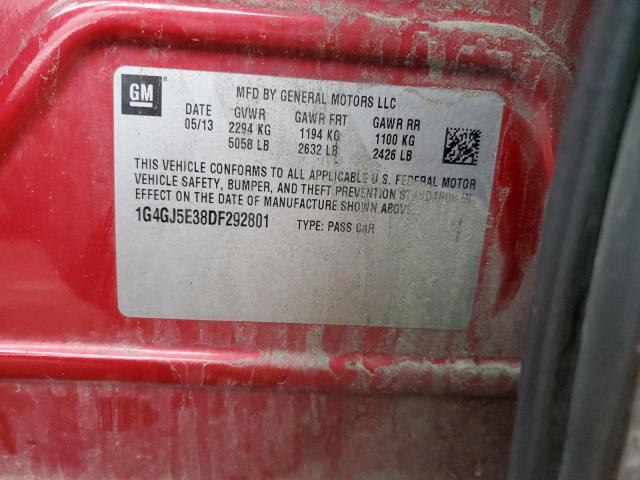 GM
MFD BY GENERAL MOTORS LLC
DATE GVWR GAWR FRT GAWR RR
05/13 2294 KG 1194 KG 1100 KG
5058 LB 2632 LB 2426 LB
THIS VEHICLE CONFORMS TO ALL APPLICABLE U.S. FEDERAL MOTOR
VEHICLE SAFETY, BUMPER, AND THEFT PREVENTION STANDARDS IN
EFFECT ON THE DATE OF MANUFACTURE SHOWN ABOVE.
1G4GJ5E38DF292801 TYPE: PASS CAR